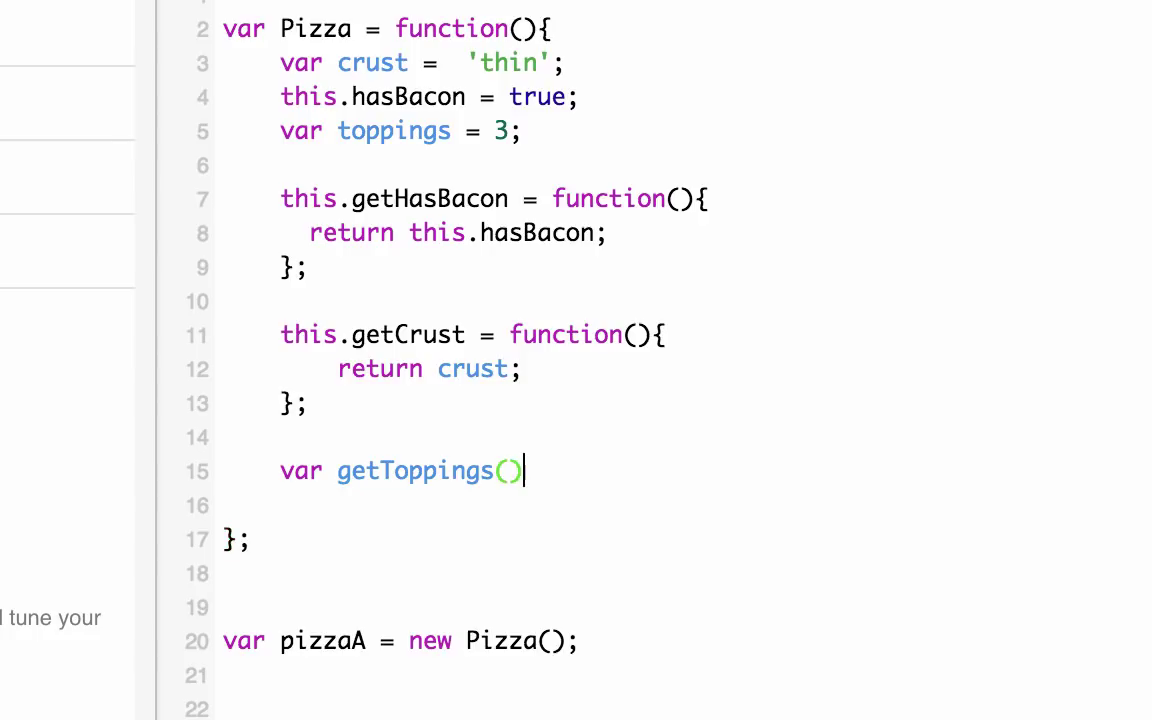 2 var Pizza = function(){
3 var crust =  'thin';
4 this.hasBacon = true;
5 var toppings = 3;
6
7 this.getHasBacon = function(){
8 return this.hasBacon;
9 };
10
11 this.getCrust = function(){
12 return crust;
13 };
14
15 var getToppings()
16
17 };
18
19
tune your
20 var pizzaA = new Pizza();
21
22